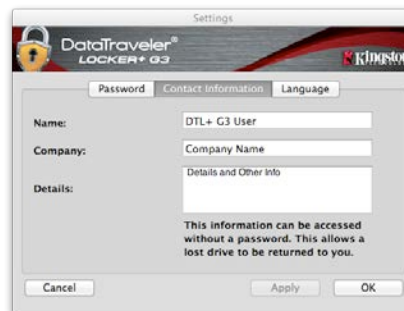 Settings
DataTraveler®
LOCKER+ G3
Kingston
Password Contact Information Language
Name: DTL+ G3 User
Company: Company Name
Details: Details and Other Info
This information can be accessed
without a password. This allows a
lost drive to be returned to you.
Cancel Apply OK